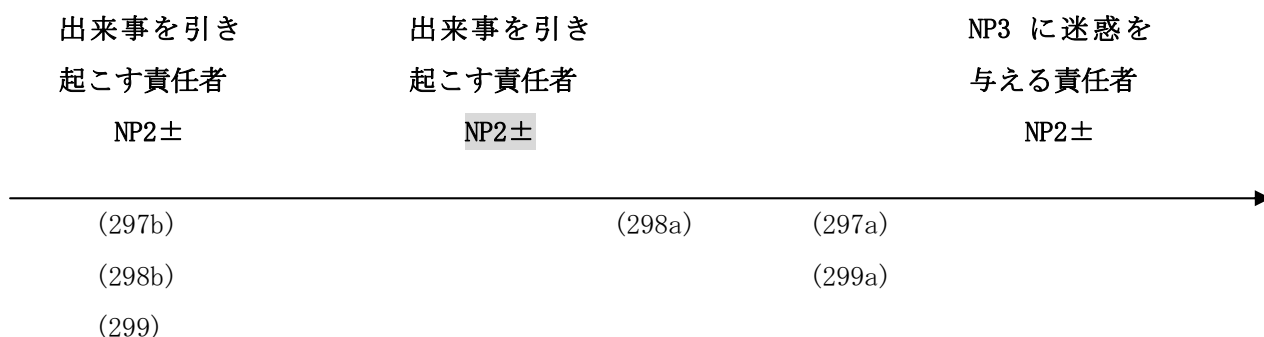 出来事を引き 出来事を引き NP3 に迷惑を
起こす責任者 起こす責任者 与える責任者
NP2± NP2± NP2±
(297b) (298a) (297a)
(298b) (299a)
(299)